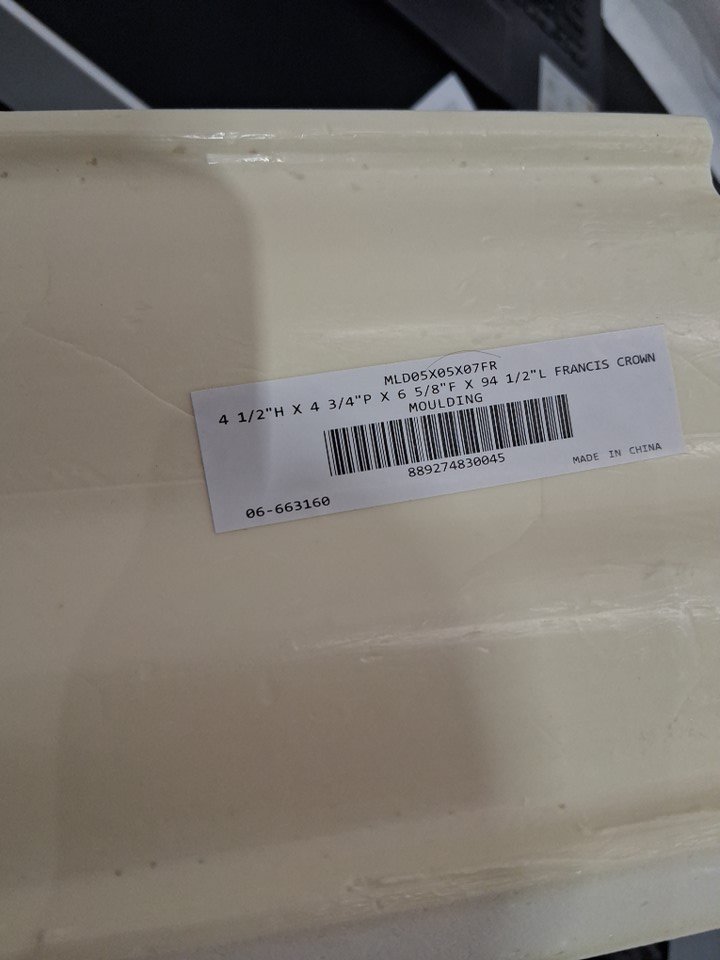 MLD05X05X07FR
4 1/2"H X 4 3/4"P X 6 5/8"F X 94 1/2"L FRANCIS CROWN
MOULDING
889274830045
MADE IN CHINA
06-663160